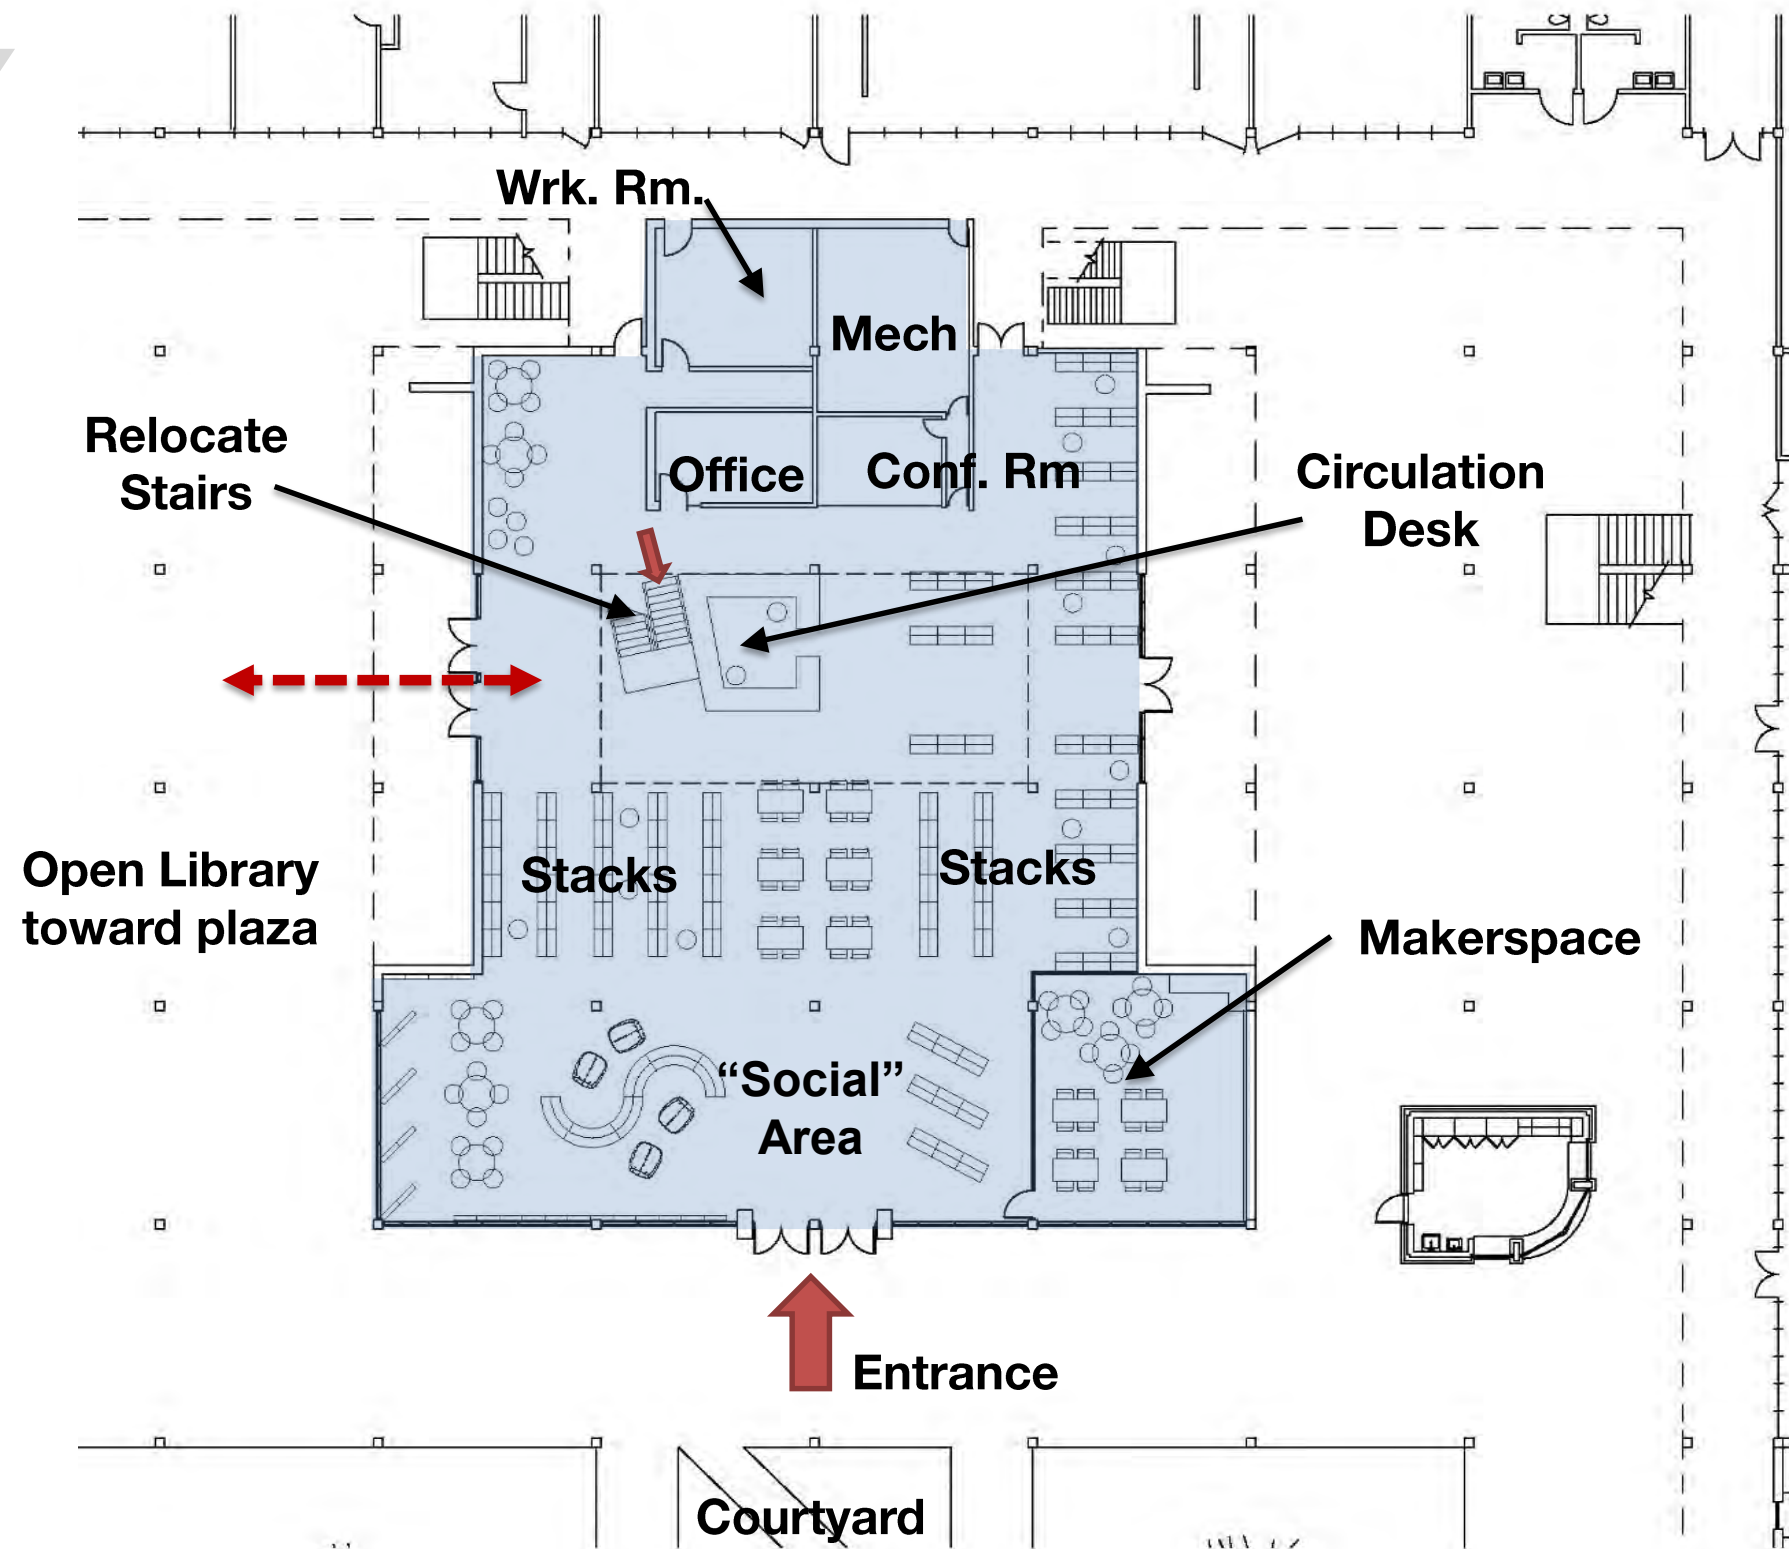 Wrk. Rm.
Mech
Relocate
Stairs
Office
Conf. Rm
Circulation
Desk
Open Library
toward plaza
Stacks
Stacks
Makerspace
“Social”
Area
Entrance
Courtyard